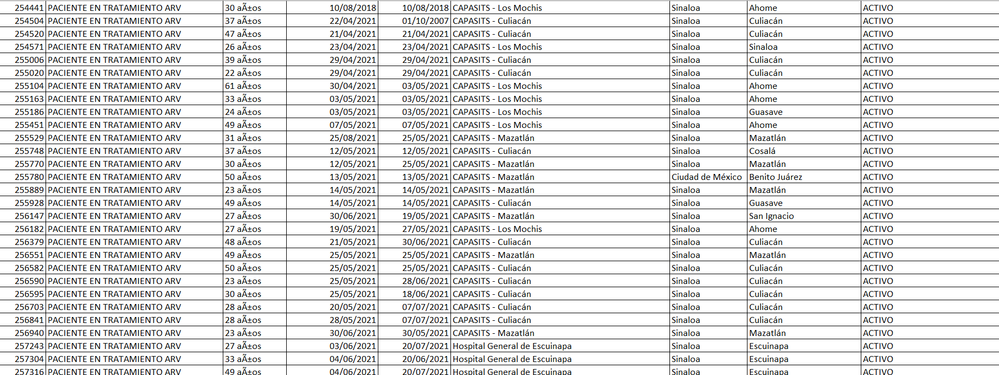 254441 PACIENTE EN TRATAMIENTO ARV 30 aÃ±os 10/08/2018 10/08/2018 CAPASITS - Los Mochis Sinaloa Ahome ACTIVO
254504 PACIENTE EN TRATAMIENTO ARV 37 aÃ±os 22/04/2021 01/10/2007 CAPASITS - Culiacán Sinaloa Culiacán ACTIVO
254520 PACIENTE EN TRATAMIENTO ARV 47 aÃ±os 21/04/2021 21/04/2021 CAPASITS - Culiacán Sinaloa Culiacán ACTIVO
254571 PACIENTE EN TRATAMIENTO ARV 26 aÃ±os 23/04/2021 23/04/2021 CAPASITS - Los Mochis Sinaloa Sinaloa ACTIVO
255006 PACIENTE EN TRATAMIENTO ARV 39 aÃ±os 29/04/2021 29/04/2021 CAPASITS - Culiacán Sinaloa Culiacán ACTIVO
255020 PACIENTE EN TRATAMIENTO ARV 22 aÃ±os 29/04/2021 29/04/2021 CAPASITS - Culiacán Sinaloa Culiacán ACTIVO
255104 PACIENTE EN TRATAMIENTO ARV 61 aÃ±os 30/04/2021 03/05/2021 CAPASITS - Los Mochis Sinaloa Ahome ACTIVO
255163 PACIENTE EN TRATAMIENTO ARV 33 aÃ±os 03/05/2021 03/05/2021 CAPASITS - Los Mochis Sinaloa Ahome ACTIVO
255186 PACIENTE EN TRATAMIENTO ARV 24 aÃ±os 03/05/2021 03/05/2021 CAPASITS - Los Mochis Sinaloa Guasave ACTIVO
255451 PACIENTE EN TRATAMIENTO ARV 49 aÃ±os 07/05/2021 07/05/2021 CAPASITS - Los Mochis Sinaloa Ahome ACTIVO
255529 PACIENTE EN TRATAMIENTO ARV 31 aÃ±os 25/08/2021 25/05/2021 CAPASITS - Mazatlán Sinaloa Mazatlán ACTIVO
255748 PACIENTE EN TRATAMIENTO ARV 37 aÃ±os 12/05/2021 12/05/2021 CAPASITS - Culiacán Sinaloa Cosalá ACTIVO
255770 PACIENTE EN TRATAMIENTO ARV 30 aÃ±os 12/05/2021 25/05/2021 CAPASITS - Mazatlán Sinaloa Mazatlán ACTIVO
255780 PACIENTE EN TRATAMIENTO ARV 50 aÃ±os 13/05/2021 13/05/2021 CAPASITS - Mazatlán Ciudad de México Benito Juárez ACTIVO
255889 PACIENTE EN TRATAMIENTO ARV 23 aÃ±os 14/05/2021 14/05/2021 CAPASITS - Mazatlán Sinaloa Mazatlán ACTIVO
255928 PACIENTE EN TRATAMIENTO ARV 49 aÃ±os 14/05/2021 14/05/2021 CAPASITS - Culiacán Sinaloa Guasave ACTIVO
256147 PACIENTE EN TRATAMIENTO ARV 27 aÃ±os 30/06/2021 19/05/2021 CAPASITS - Mazatlán Sinaloa San Ignacio ACTIVO
256182 PACIENTE EN TRATAMIENTO ARV 27 aÃ±os 19/05/2021 27/05/2021 CAPASITS - Los Mochis Sinaloa Ahome ACTIVO
256379 PACIENTE EN TRATAMIENTO ARV 48 aÃ±os 21/05/2021 30/06/2021 CAPASITS - Culiacán Sinaloa Culiacán ACTIVO
256551 PACIENTE EN TRATAMIENTO ARV 49 aÃ±os 25/05/2021 25/05/2021 CAPASITS - Mazatlán Sinaloa Mazatlán ACTIVO
256582 PACIENTE EN TRATAMIENTO ARV 50 aÃ±os 25/05/2021 25/05/2021 CAPASITS - Culiacán Sinaloa Culiacán ACTIVO
256590 PACIENTE EN TRATAMIENTO ARV 23 aÃ±os 25/05/2021 28/06/2021 CAPASITS - Culiacán Sinaloa Culiacán ACTIVO
256595 PACIENTE EN TRATAMIENTO ARV 30 aÃ±os 25/05/2021 18/06/2021 CAPASITS - Culiacán Sinaloa Culiacán ACTIVO
256703 PACIENTE EN TRATAMIENTO ARV 28 aÃ±os 20/05/2021 07/07/2021 CAPASITS - Culiacán Sinaloa Culiacán ACTIVO
256841 PACIENTE EN TRATAMIENTO ARV 28 aÃ±os 28/05/2021 07/07/2021 CAPASITS - Culiacán Sinaloa Culiacán ACTIVO
256940 PACIENTE EN TRATAMIENTO ARV 23 aÃ±os 30/06/2021 30/05/2021 CAPASITS - Mazatlán Sinaloa Mazatlán ACTIVO
257243 PACIENTE EN TRATAMIENTO ARV 27 aÃ±os 03/06/2021 20/07/2021 Hospital General de Escuinapa Sinaloa Escuinapa ACTIVO
257304 PACIENTE EN TRATAMIENTO ARV 33 aÃ±os 04/06/2021 20/06/2021 Hospital General de Escuinapa Sinaloa Escuinapa ACTIVO
257316 PACIENTE EN TRATAMIENTO ARV 49 aÃ±os 04/06/2021 20/07/2021 Hospital General de Escuinapa Sinaloa Escuinapa ACTIVO